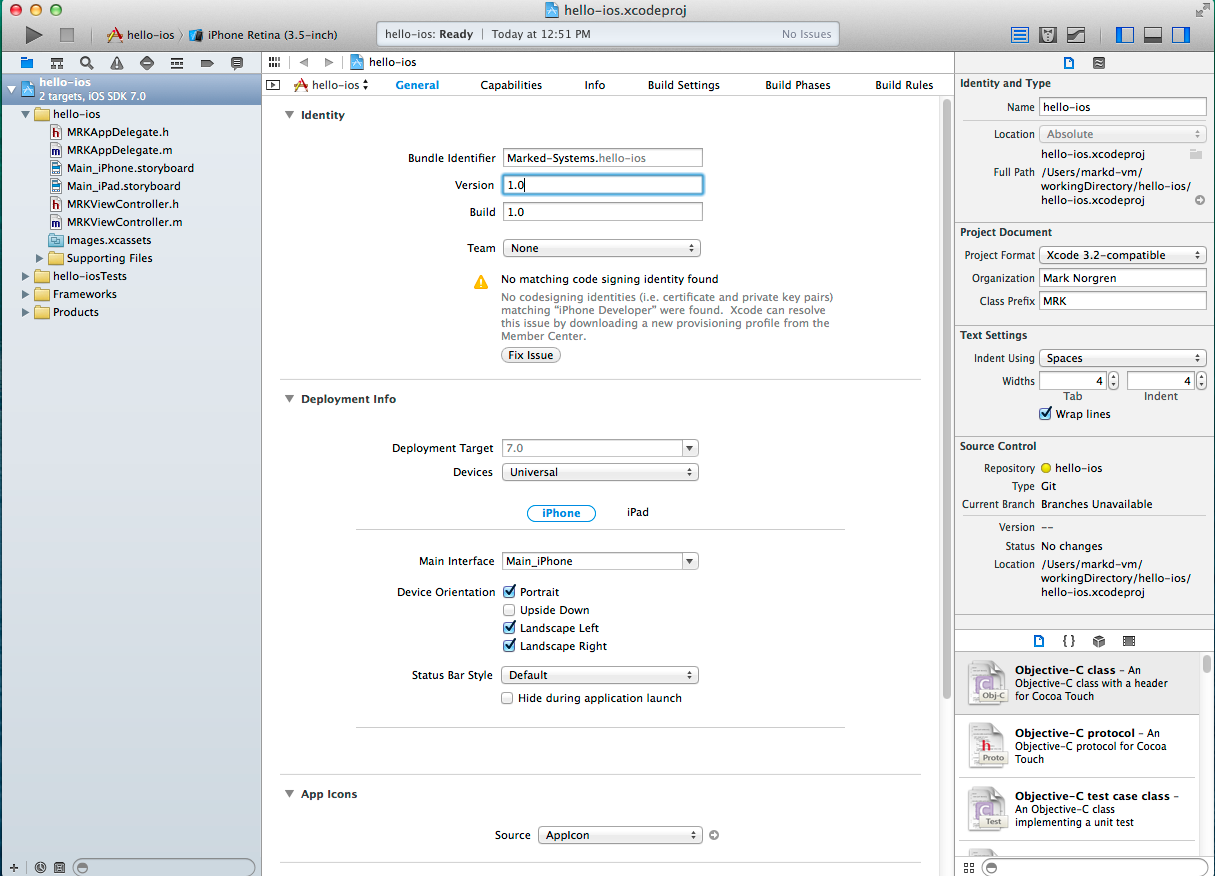 hello-ios.xcodeproj
hello-ios
iPhone Retina (3.5-inch)
hello-ios: Ready
Today at 12:51 PM
No Issues
hello-ios
2 targets, iOS SDK 7.0
hello-ios
MRKAppDelegate.h
MRKAppDelegate.m
Main_iPhone.storyboard
Main_iPad.storyboard
MRKViewController.h
MRKViewController.m
Images.xcassets
Supporting Files
hello-iosTests
Frameworks
Products
hello-ios
hello-ios
General
Capabilities
Info
Build Settings
Build Phases
Build Rules
Identity
Bundle Identifier Marked-Systems.hello-ios
Version 1.0
Build 1.0
Team None
No matching code signing identity found
No codesigning identities (i.e. certificate and private key pairs)
matching “iPhone Developer” were found. Xcode can resolve
this issue by downloading a new provisioning profile from the
Member Center.
Fix Issue
Deployment Info
Deployment Target 7.0
Devices Universal
iPhone
iPad
Main Interface Main_iPhone
Device Orientation Portrait
Upside Down
Landscape Left
Landscape Right
Status Bar Style Default
Hide during application launch
App Icons
Source AppIcon
Identity and Type
Name hello-ios
Location Absolute
hello-ios.xcodeproj
Full Path /Users/markd-vm/
workingDirectory/hello-ios/
hello-ios.xcodeproj
Project Document
Project Format Xcode 3.2-compatible
Organization Mark Norgren
Class Prefix MRK
Text Settings
Indent Using Spaces
Widths 4 4
Tab Indent
Wrap lines
Source Control
Repository hello-ios
Type Git
Current Branch Branches Unavailable
Version --
Status No changes
Location /Users/markd-vm/
workingDirectory/hello-ios/
hello-ios.xcodeproj
{ }
Obj-C
Objective-C class - An
Objective-C class with a header
for Cocoa Touch
h
Proto
Objective-C protocol - An
Objective-C protocol for Cocoa
Touch
C
Test
Objective-C test case class -
An Objective-C class
implementing a unit test